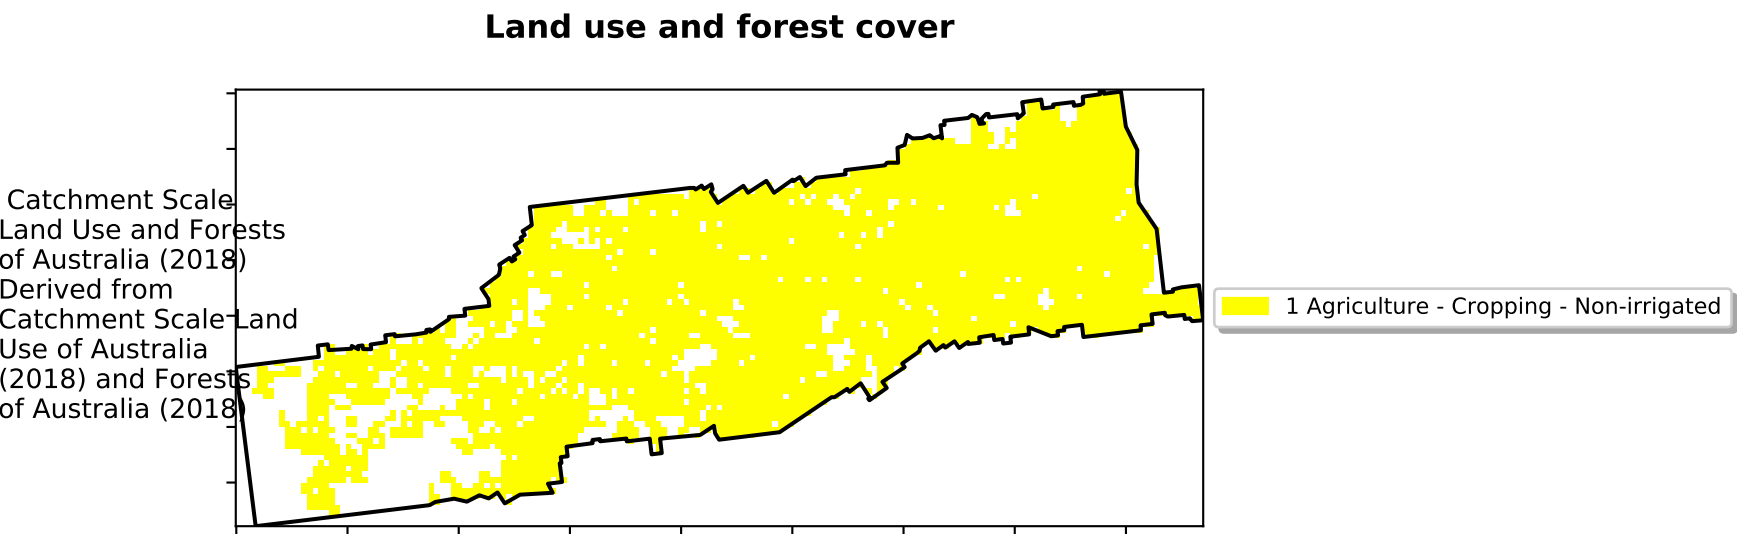 Land use and forest cover
Catchment Scale
Land Use and Forests
of Australia (2018)
Derived from
Catchment Scale Land
Use of Australia
(2018) and Forests
of Australia (2018)
1 Agriculture - Cropping - Non-irrigated